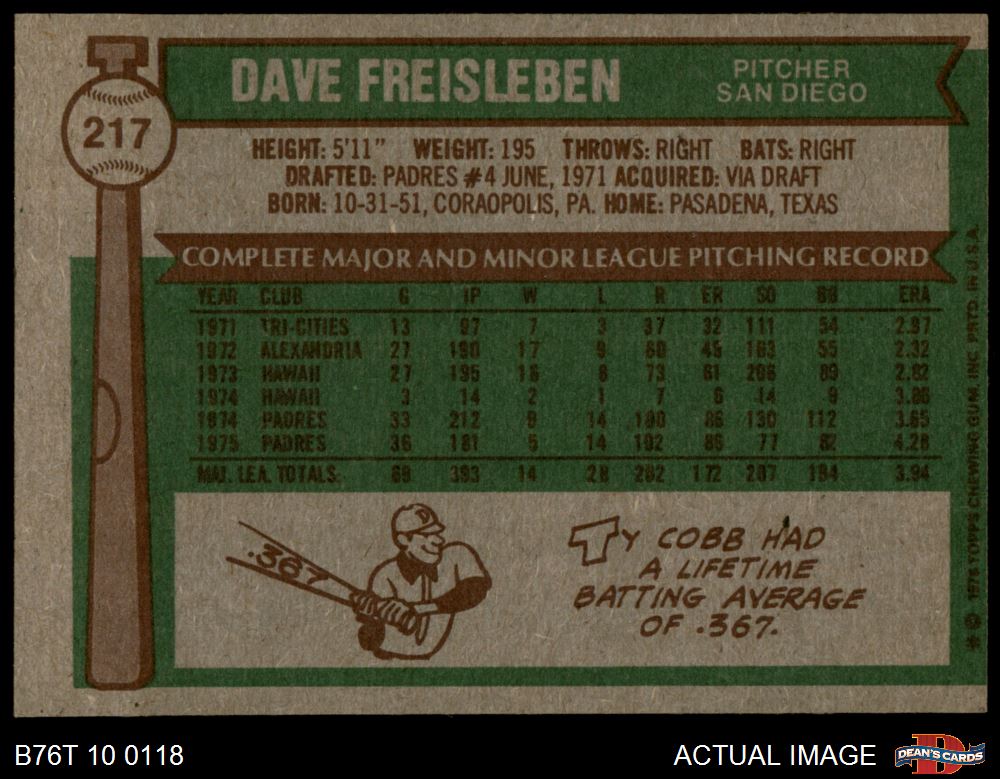 217
DAVE FREISLEBEN
PITCHER
SAN DIEGO
HEIGHT: 5'11" WEIGHT: 195 THROWS: RIGHT BATS: RIGHT
DRAFTED: PADRES #4 JUNE, 1971 ACQUIRED: VIA DRAFT
BORN: 10-31-51, CORAOPOLIS, PA. HOME: PASADENA, TEXAS
COMPLETE MAJOR AND MINOR LEAGUE PITCHING RECORD
YEAR CLUB G IP W L R ER SO BB ERA
1971 TRI-CITIES 13 97 7 3 37 32 111 54 2.97
1972 ALEXANDRIA 27 190 17 9 60 49 183 55 2.32
1973 HAWAII 27 195 16 8 73 61 206 89 2.82
1974 HAWAII 3 14 2 1 7 6 14 9 3.86
1974 PADRES 33 212 9 14 100 86 130 112 3.65
1975 PADRES 36 181 5 14 102 86 77 82 4.28
MAJ. LEA. TOTALS: 69 393 14 28 202 172 207 194 3.94
.367
TY COBB HAD
A LIFETIME
BATTING AVERAGE
OF .367.
* © 1976 TOPPS CHEWING GUM, INC. PRTD. IN U.S.A.
B76T 10 0118
ACTUAL IMAGE
DEAN'S CARDS